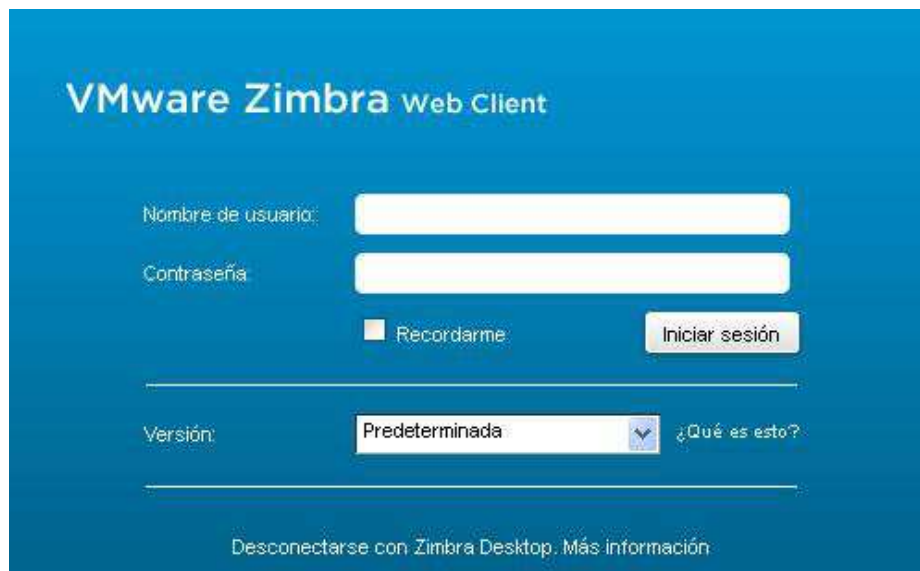 VMware Zimbra Web Client
Nombre de usuario:
Contraseña:
Recordarme
Iniciar sesión
Versión:
Predeterminada
¿Qué es esto?
Desconectarse con Zimbra Desktop. Más información